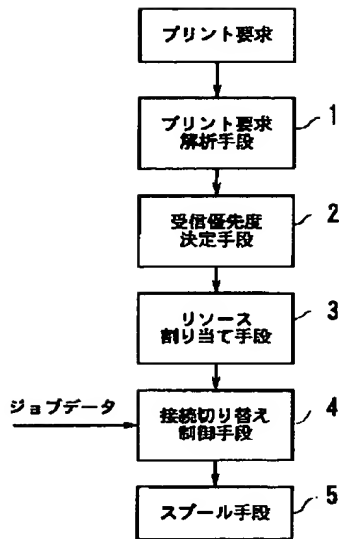 プリント要求
プリント要求
解析手段
1
受信優先度
決定手段
2
リソース
割り当て手段
3
ジョブデータ
接続切り替え
制御手段
4
スプール手段
5